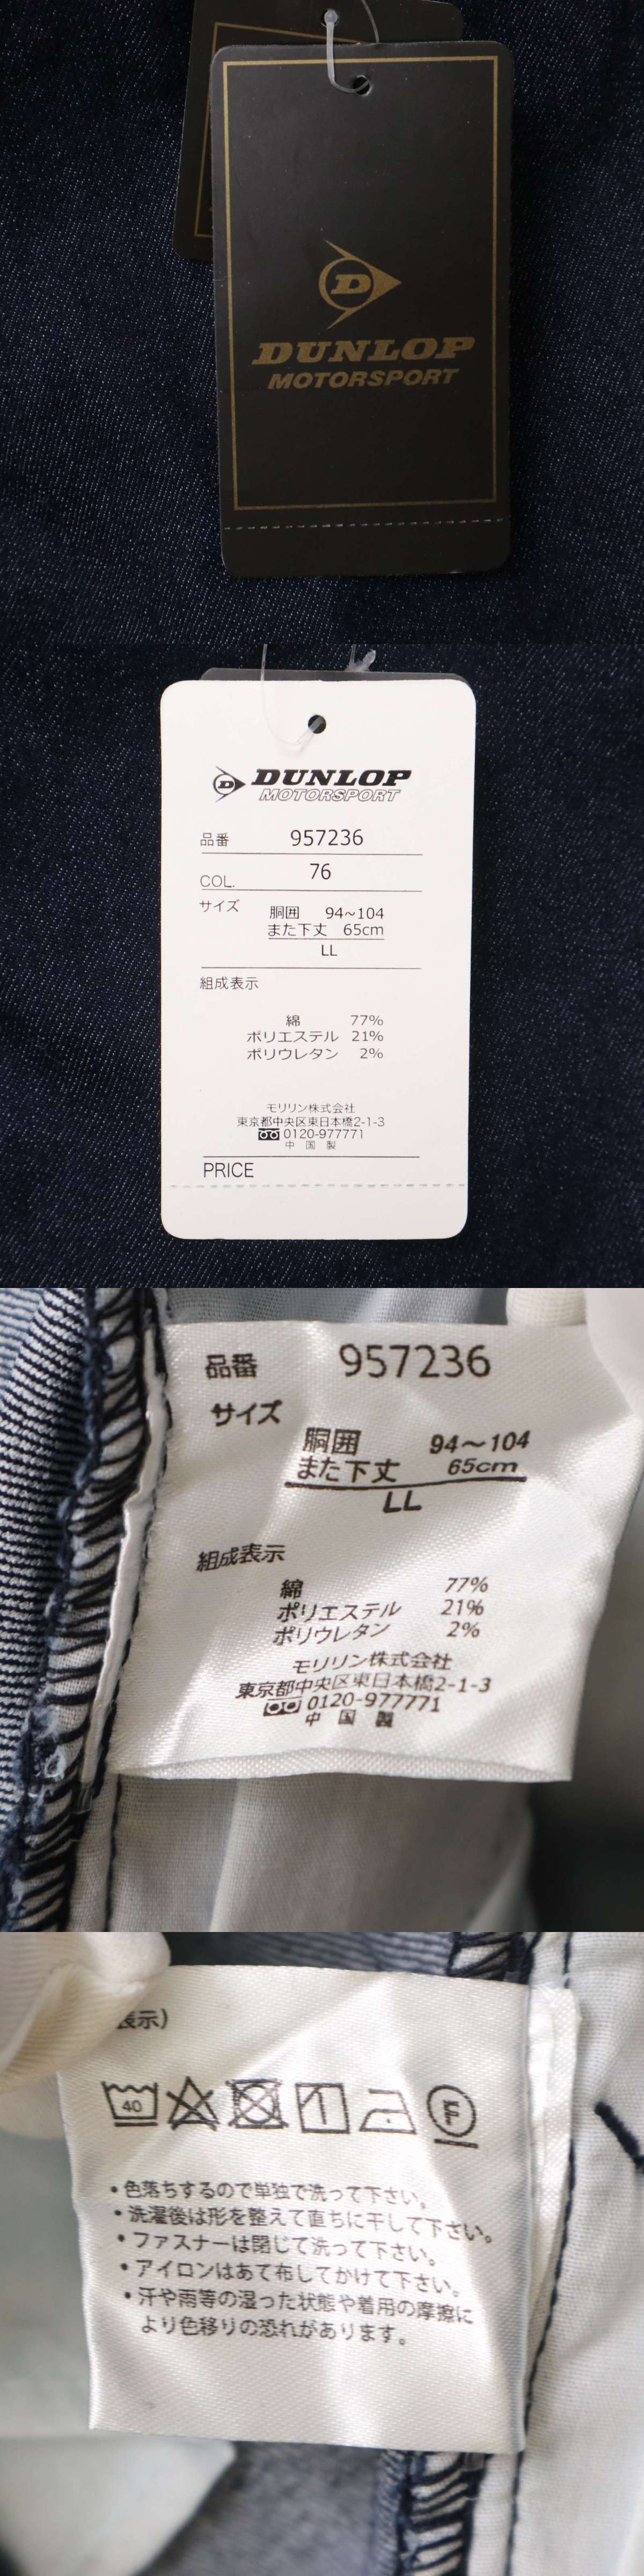 D
DUNLOP
MOTORSPORT
D DUNLOP
MOTORSPORT
品番 957236
COL. 76
サイズ 胴囲 94~104
また下丈 65cm
LL
組成表示
綿 77%
ポリエステル 21%
ポリウレタン 2%
モリリン株式会社
東京都中央区東日本橋2-1-3
0120-977771
中国製
PRICE
品番 957236
サイズ
胴囲 94~104
また下丈 65cm
LL
組成表示
綿 77%
ポリエステル 21%
ポリウレタン 2%
モリリン株式会社
東京都中央区東日本橋2-1-3
0120-977771
中国製
表示)
40 F
・色落ちするので単独で洗って下さい。
・洗濯後は形を整えて直ちに干して下さい。
・ファスナーは閉じて洗って下さい。
・アイロンはあて布してかけて下さい。
・汗や雨等の湿った状態や着用の摩擦に
より色移りの恐れがあります。